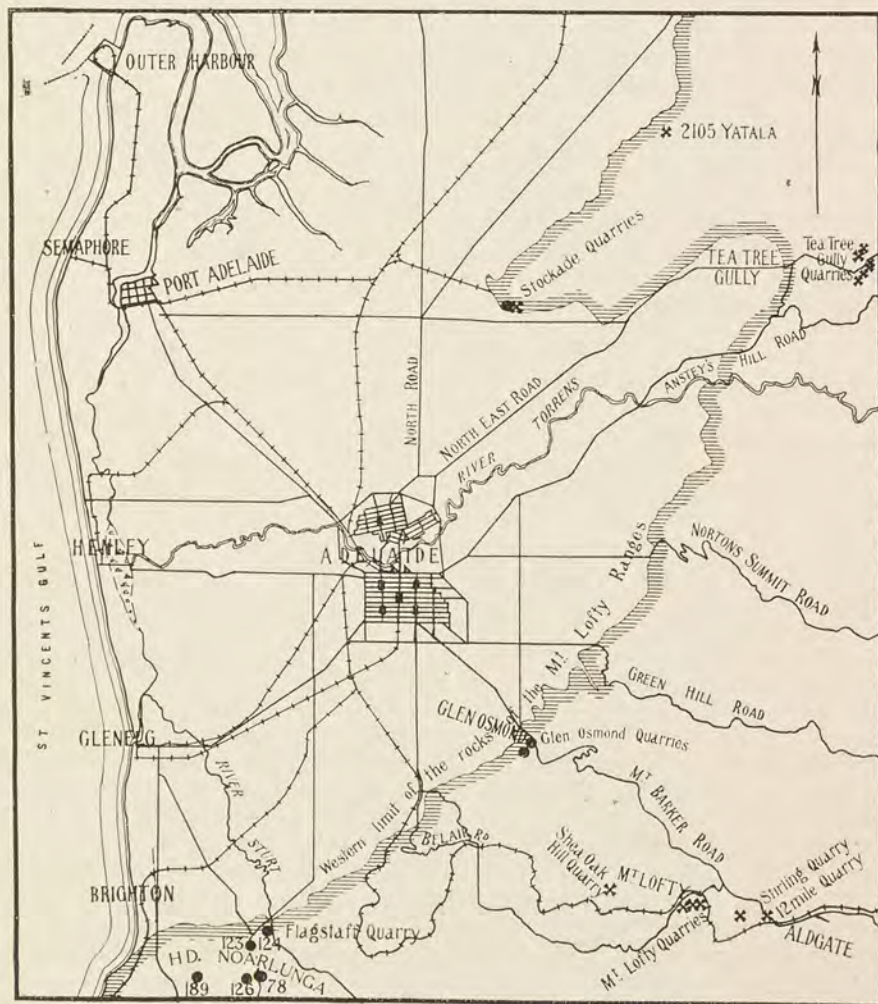 OUTER HARBOUR
N
2105 YATALA
SEMAPHORE
PORT ADELAIDE
Stockade Quarries
TEA TREE
GULLY
Tea Tree
Gully
Quarries
NORTH ROAD
NORTH EAST ROAD
RIVER TORRENS
ANSTEY'S HILL ROAD
HENLEY
ADELAIDE
ST VINCENTS GULF
NORTONS SUMMIT ROAD
Western limit of the rocks of the Mt Lofty Ranges
GREEN HILL ROAD
GLENELG
GLEN OSMOND
Glen Osmond Quarries
RIVER STURT
MT BARKER ROAD
BELAIR RD
Shea Oak
Hill Quarry
MT LOFTY
Stirling Quarry
12 mile Quarry
BRIGHTON
Flagstaff Quarry
Mt Lofty Quarries
ALDGATE
123 124
HD. NOARLUNGA
189 126 78